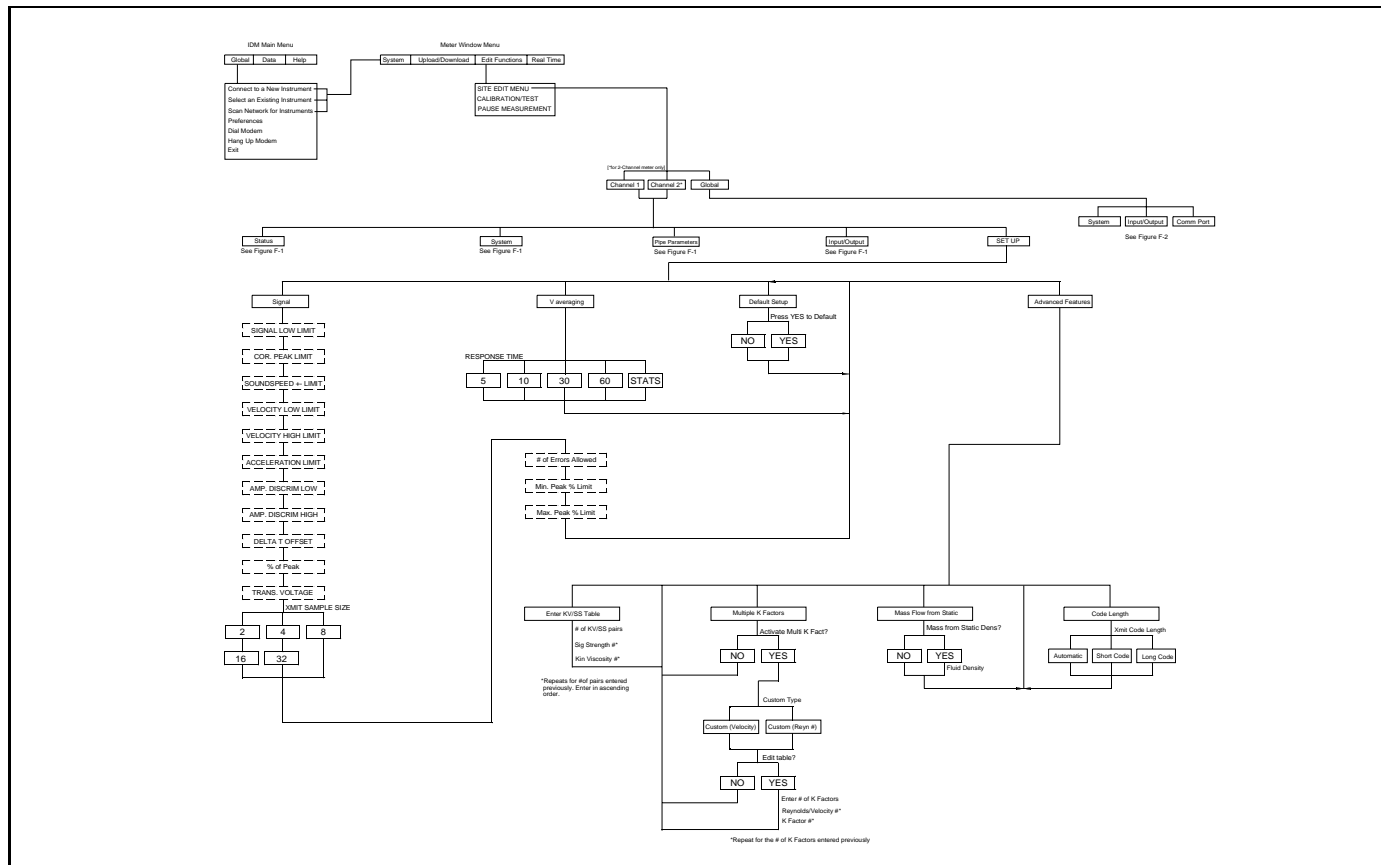 IDM Main Menu
Meter Window Menu
Global Data Help
System Upload/Download Edit Functions Real Time
Connect to a New Instrument
Select an Existing Instrument
Scan Network for Instruments
Preferences
Dial Modem
Hang Up Modem
Exit
SITE EDIT MENU
CALIBRATION/TEST
PAUSE MEASUREMENT
[*for 2-Channel meter only]
Channel 1 Channel 2* Global
System Input/Output Comm Port
See Figure F-2
Status
See Figure F-1
System
See Figure F-1
Pipe Parameters
See Figure F-1
Input/Output
See Figure F-1
SET UP
Signal
V averaging
Default Setup
Advanced Features
SIGNAL LOW LIMIT
COR. PEAK LIMIT
SOUNDSPEED +- LIMIT
VELOCITY LOW LIMIT
VELOCITY HIGH LIMIT
ACCELERATION LIMIT
AMP. DISCRIM LOW
AMP. DISCRIM HIGH
DELTA T OFFSET
% of Peak
TRANS. VOLTAGE
XMIT SAMPLE SIZE
2 4 8
16 32
RESPONSE TIME
5 10 30 60 STATS
Press YES to Default
NO YES
# of Errors Allowed
Min. Peak % Limit
Max. Peak % Limit
Enter KV/SS Table
# of KV/SS pairs
Sig Strength #*
Kin Viscosity #*
*Repeats for #of pairs entered
previously. Enter in ascending
order.
Multiple K Factors
Activate Multi K Fact?
NO YES
Custom Type
Custom (Velocity) Custom (Reyn #)
Edit table?
NO YES
Enter # of K Factors
Reynolds/Velocity #*
K Factor #*
*Repeat for the # of K Factors entered previously
Mass Flow from Static
Mass from Static Dens?
NO YES
Fluid Density
Code Length
Xmit Code Length
Automatic Short Code Long Code